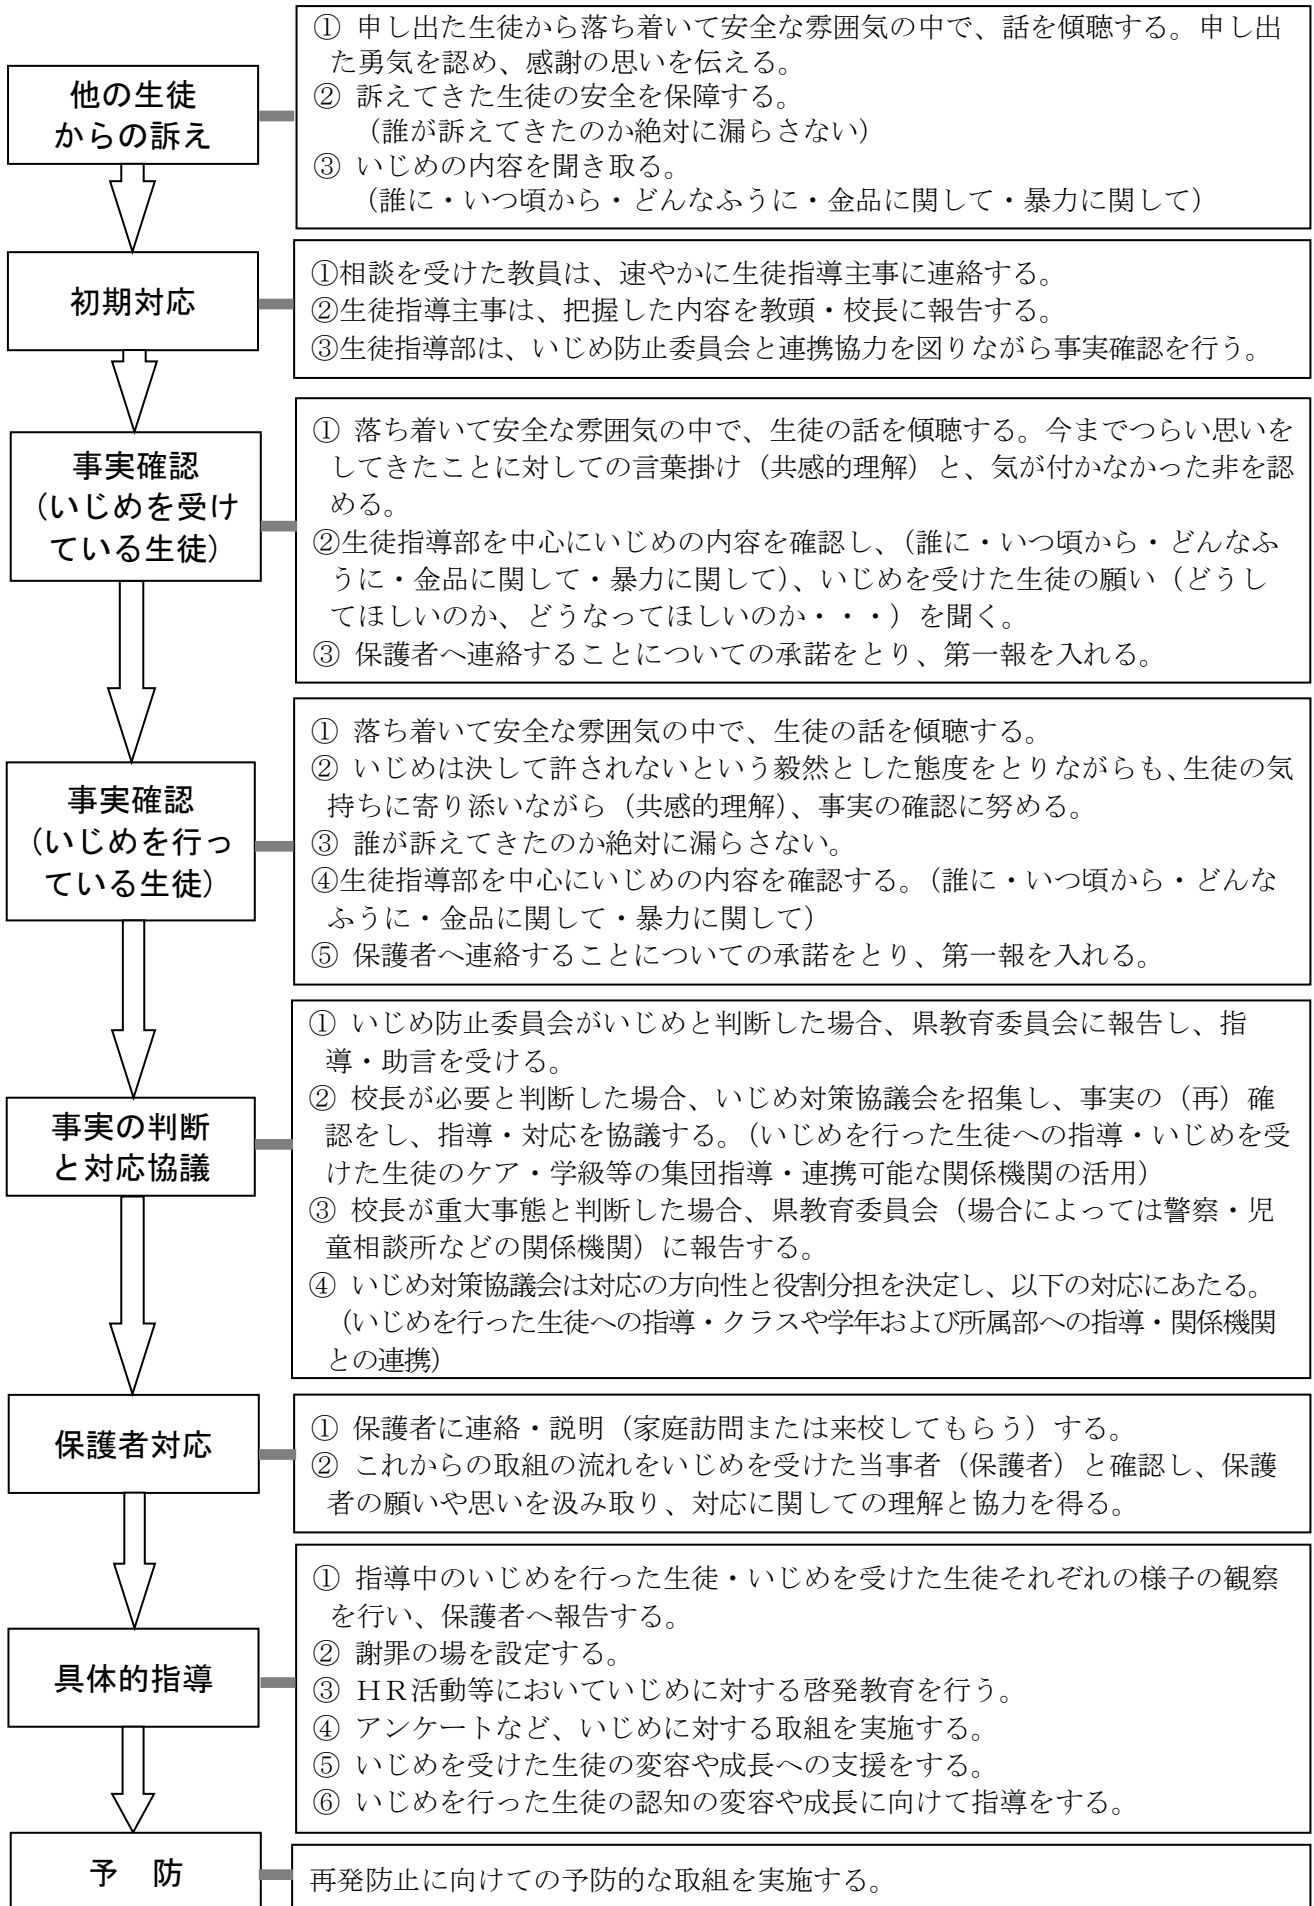 他の生徒
からの訴え
① 申し出た生徒から落ち着いて安全な雰囲気の中で、話を傾聴する。申し出
た勇気を認め、感謝の思いを伝える。
② 訴えてきた生徒の安全を保障する。
（誰が訴えてきたのか絶対に漏らさない）
③ いじめの内容を聞き取る。
（誰に・いつ頃から・どんなふうに・金品に関して・暴力に関して）
初期対応
①相談を受けた教員は、速やかに生徒指導主事に連絡する。
②生徒指導主事は、把握した内容を教頭・校長に報告する。
③生徒指導部は、いじめ防止委員会と連携協力を図りながら事実確認を行う。
事実確認
（いじめを受け
ている生徒）
① 落ち着いて安全な雰囲気の中で、生徒の話を傾聴する。今までつらい思いを
してきたことに対しての言葉掛け（共感的理解）と、気が付かなかった非を認
める。
②生徒指導部を中心にいじめの内容を確認し、（誰に・いつ頃から・どんなふ
うに・金品に関して・暴力に関して）、いじめを受けた生徒の願い（どうし
てほしいのか、どうなってほしいのか・・・）を聞く。
③ 保護者へ連絡することについての承諾をとり、第一報を入れる。
事実確認
（いじめを行っ
ている生徒）
① 落ち着いて安全な雰囲気の中で、生徒の話を傾聴する。
② いじめは決して許されないという毅然とした態度をとりながらも、生徒の気
持ちに寄り添いながら（共感的理解）、事実の確認に努める。
③ 誰が訴えてきたのか絶対に漏らさない。
④生徒指導部を中心にいじめの内容を確認する。（誰に・いつ頃から・どんな
ふうに・金品に関して・暴力に関して）
⑤ 保護者へ連絡することについての承諾をとり、第一報を入れる。
事実の判断
と対応協議
① いじめ防止委員会がいじめと判断した場合、県教育委員会に報告し、指
導・助言を受ける。
② 校長が必要と判断した場合、いじめ対策協議会を招集し、事実の（再）確
認をし、指導・対応を協議する。（いじめを行った生徒への指導・いじめを受
けた生徒のケア・学級等の集団指導・連携可能な関係機関の活用）
③ 校長が重大事態と判断した場合、県教育委員会（場合によっては警察・児
童相談所などの関係機関）に報告する。
④ いじめ対策協議会は対応の方向性と役割分担を決定し、以下の対応にあたる。
（いじめを行った生徒への指導・クラスや学年および所属部への指導・関係機関
との連携）
保護者対応
① 保護者に連絡・説明（家庭訪問または来校してもらう）する。
② これからの取組の流れをいじめを受けた当事者（保護者）と確認し、保護
者の願いや思いを汲み取り、対応に関しての理解と協力を得る。
具体的指導
① 指導中のいじめを行った生徒・いじめを受けた生徒それぞれの様子の観察
を行い、保護者へ報告する。
② 謝罪の場を設定する。
③ ＨＲ活動等においていじめに対する啓発教育を行う。
④ アンケートなど、いじめに対する取組を実施する。
⑤ いじめを受けた生徒の変容や成長への支援をする。
⑥ いじめを行った生徒の認知の変容や成長に向けて指導をする。
予　防
再発防止に向けての予防的な取組を実施する。